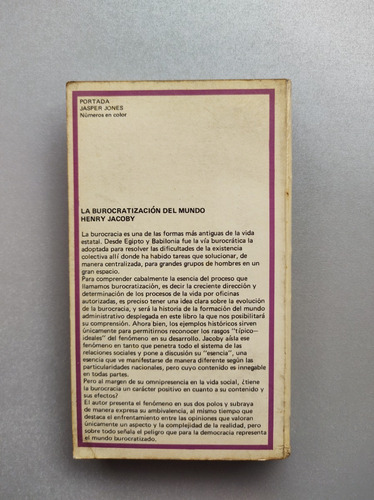 PORTADA
JASPER JONES
Números en color
LA BUROCRATIZACIÓN DEL MUNDO
HENRY JACOBY
La burocracia es una de las formas más antiguas de la vida
estatal. Desde Egipto y Babilonia fue la vía burocrática la
adoptada para resolver las dificultades de la existencia
colectiva allí donde ha habido tareas que solucionar, de
manera centralizada, para grandes grupos de hombres en un
gran espacio.
Para comprender cabalmente la esencia del proceso que
llamamos burocratización, es decir la creciente dirección y
determinación de los procesos de la vida por oficinas
autorizadas, es preciso tener una idea clara sobre la evolución
de la burocracia, y será la historia de la formación del mundo
administrativo desplegada en este libro la que nos posibilitará
su comprensión. Ahora bien, los ejemplos históricos sirven
únicamente para permitirnos reconocer los rasgos "típico—
ideales" del fenómeno en su desarrollo. Jacoby aísla ese
fenómeno en tanto que penetra todo el sistema de las
relaciones sociales y pone a discusión su "esencia", una
esencia que ve manifestarse de manera diferente según las
particularidades nacionales, pero cuyo contenido es innegable
en todas partes.
Pero al margen de su omnipresencia en la vida social, ¿tiene
la burocracia un carácter positivo en cuanto a su contenido y
sus efectos?
El autor presenta el fenómeno en sus dos polos y subraya
de manera expresa su ambivalencia, al mismo tiempo que
destaca el enfrentamiento entre las opiniones que valoran
únicamente un aspecto y la complejidad de la realidad, pero
sobre todo señala el peligro que para la democracia representa
el mundo burocratizado.